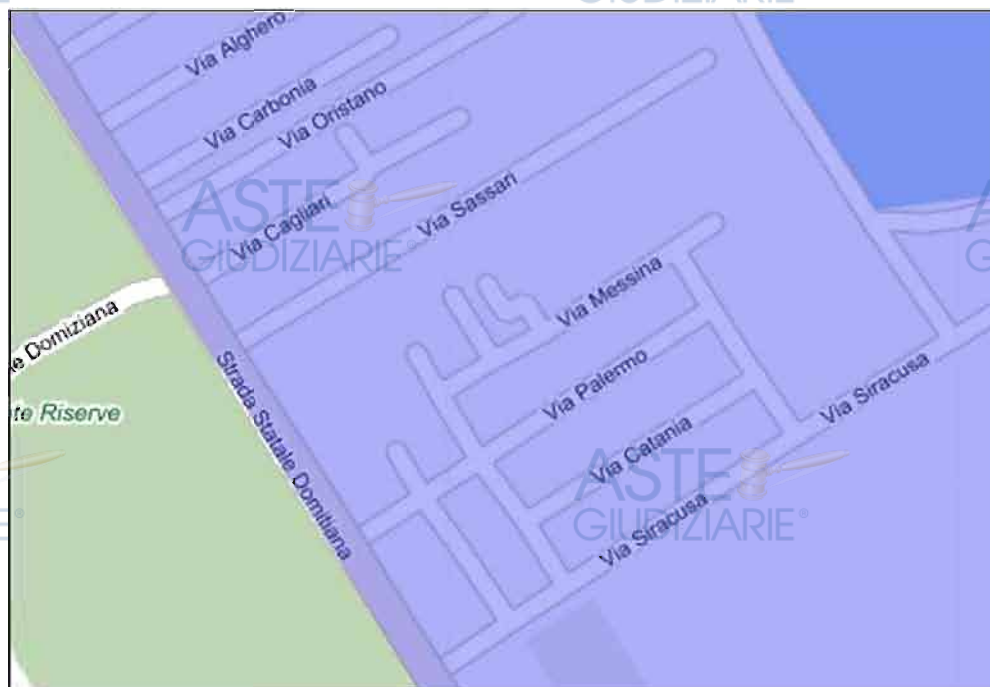 GIUDIZIARIE
Via Alghero
Via Carbonia
Via Oristano
ASTE
GIUDIZIARIE®
Via Cagliari
Via Sassari
Via Messina
Domiziana
Strada Statale Domitiana
Riserve
Via Palermo
Via Siracusa
Via Catania
ASTE
GIUDIZIARIE®
Via Siracusa